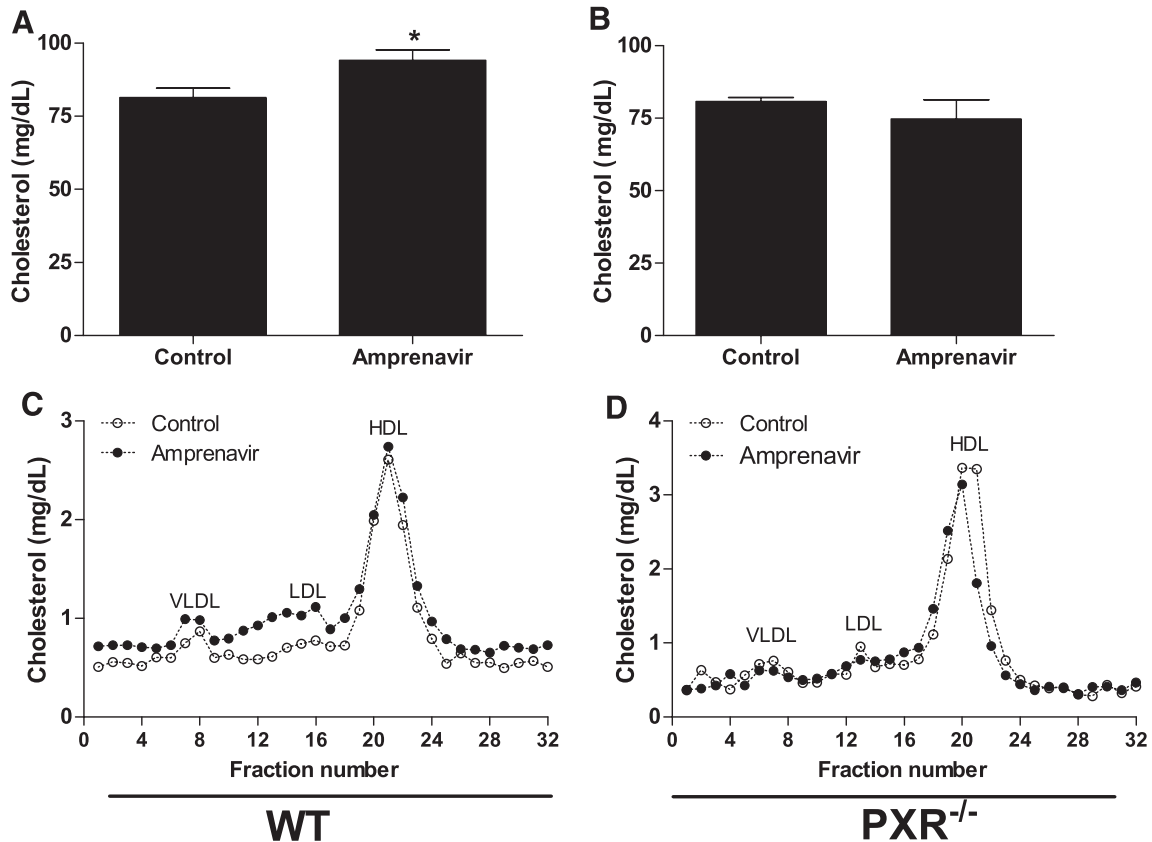 A
Cholesterol (mg/dL)
100
75
50
25
0
*
Control
Amprenavir
B
Cholesterol ( mg/dL)
100
75
50
25
0
Control
Amprenavir
C
Cholesterol (mg/dL)
3
2
1
0
Control
Amprenavir
VLDL
LDL
HDL
0 4 8 12 16 20 24 28 32
Fraction number
WT
D
Cholesterol (mg/dL)
4
3
2
1
0
Control
Amprenavir
VLDL
LDL
HDL
0 4 8 12 16 20 24 28 32
Fraction number
PXR-/-